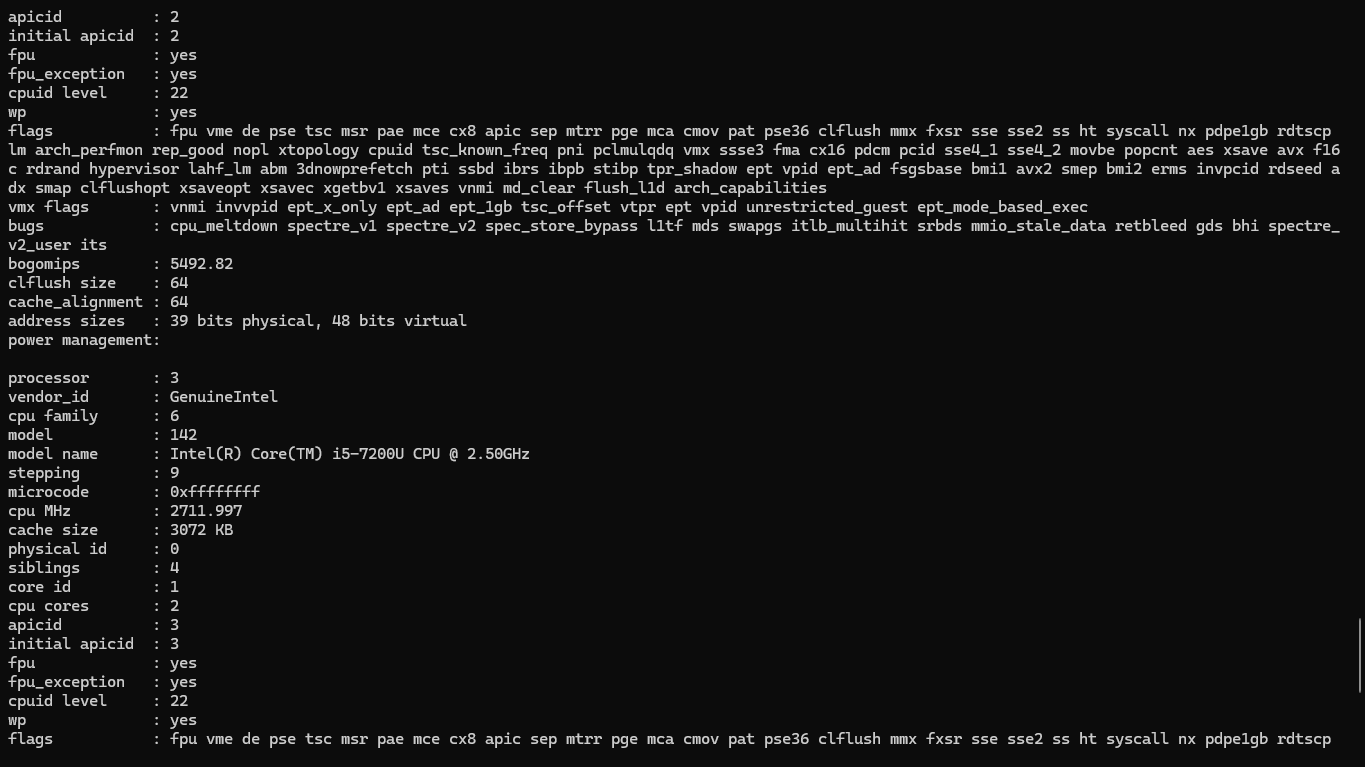 apicid          : 2
initial apicid  : 2
fpu             : yes
fpu_exception   : yes
cpuid level     : 22
wp              : yes
flags           : fpu vme de pse tsc msr pae mce cx8 apic sep mtrr pge mca cmov pat pse36 clflush mmx fxsr sse sse2 ss ht syscall nx pdpe1gb rdtscp
lm arch_perfmon rep_good nopl xtopology cpuid tsc_known_freq pni pclmulqdq vmx ssse3 fma cx16 pdcm pcid sse4_1 sse4_2 movbe popcnt aes xsave avx f16
c rdrand hypervisor lahf_lm abm 3dnowprefetch pti ssbd ibrs ibpb stibp tpr_shadow ept vpid ept_ad fsgsbase bmi1 avx2 smep bmi2 erms invpcid rdseed a
dx smap clflushopt xsaveopt xsavec xgetbv1 xsaves vnmi md_clear flush_l1d arch_capabilities
vmx flags       : vnmi invvpid ept_x_only ept_ad ept_1gb tsc_offset vtpr ept vpid unrestricted_guest ept_mode_based_exec
bugs            : cpu_meltdown spectre_v1 spectre_v2 spec_store_bypass l1tf mds swapgs itlb_multihit srbds mmio_stale_data retbleed gds bhi spectre_
v2_user its
bogomips        : 5492.82
clflush size    : 64
cache_alignment : 64
address sizes   : 39 bits physical, 48 bits virtual
power management:

processor       : 3
vendor_id       : GenuineIntel
cpu family      : 6
model           : 142
model name      : Intel(R) Core(TM) i5-7200U CPU @ 2.50GHz
stepping        : 9
microcode       : 0xffffffff
cpu MHz         : 2711.997
cache size      : 3072 KB
physical id     : 0
siblings        : 4
core id         : 1
cpu cores       : 2
apicid          : 3
initial apicid  : 3
fpu             : yes
fpu_exception   : yes
cpuid level     : 22
wp              : yes
flags           : fpu vme de pse tsc msr pae mce cx8 apic sep mtrr pge mca cmov pat pse36 clflush mmx fxsr sse sse2 ss ht syscall nx pdpe1gb rdtscp